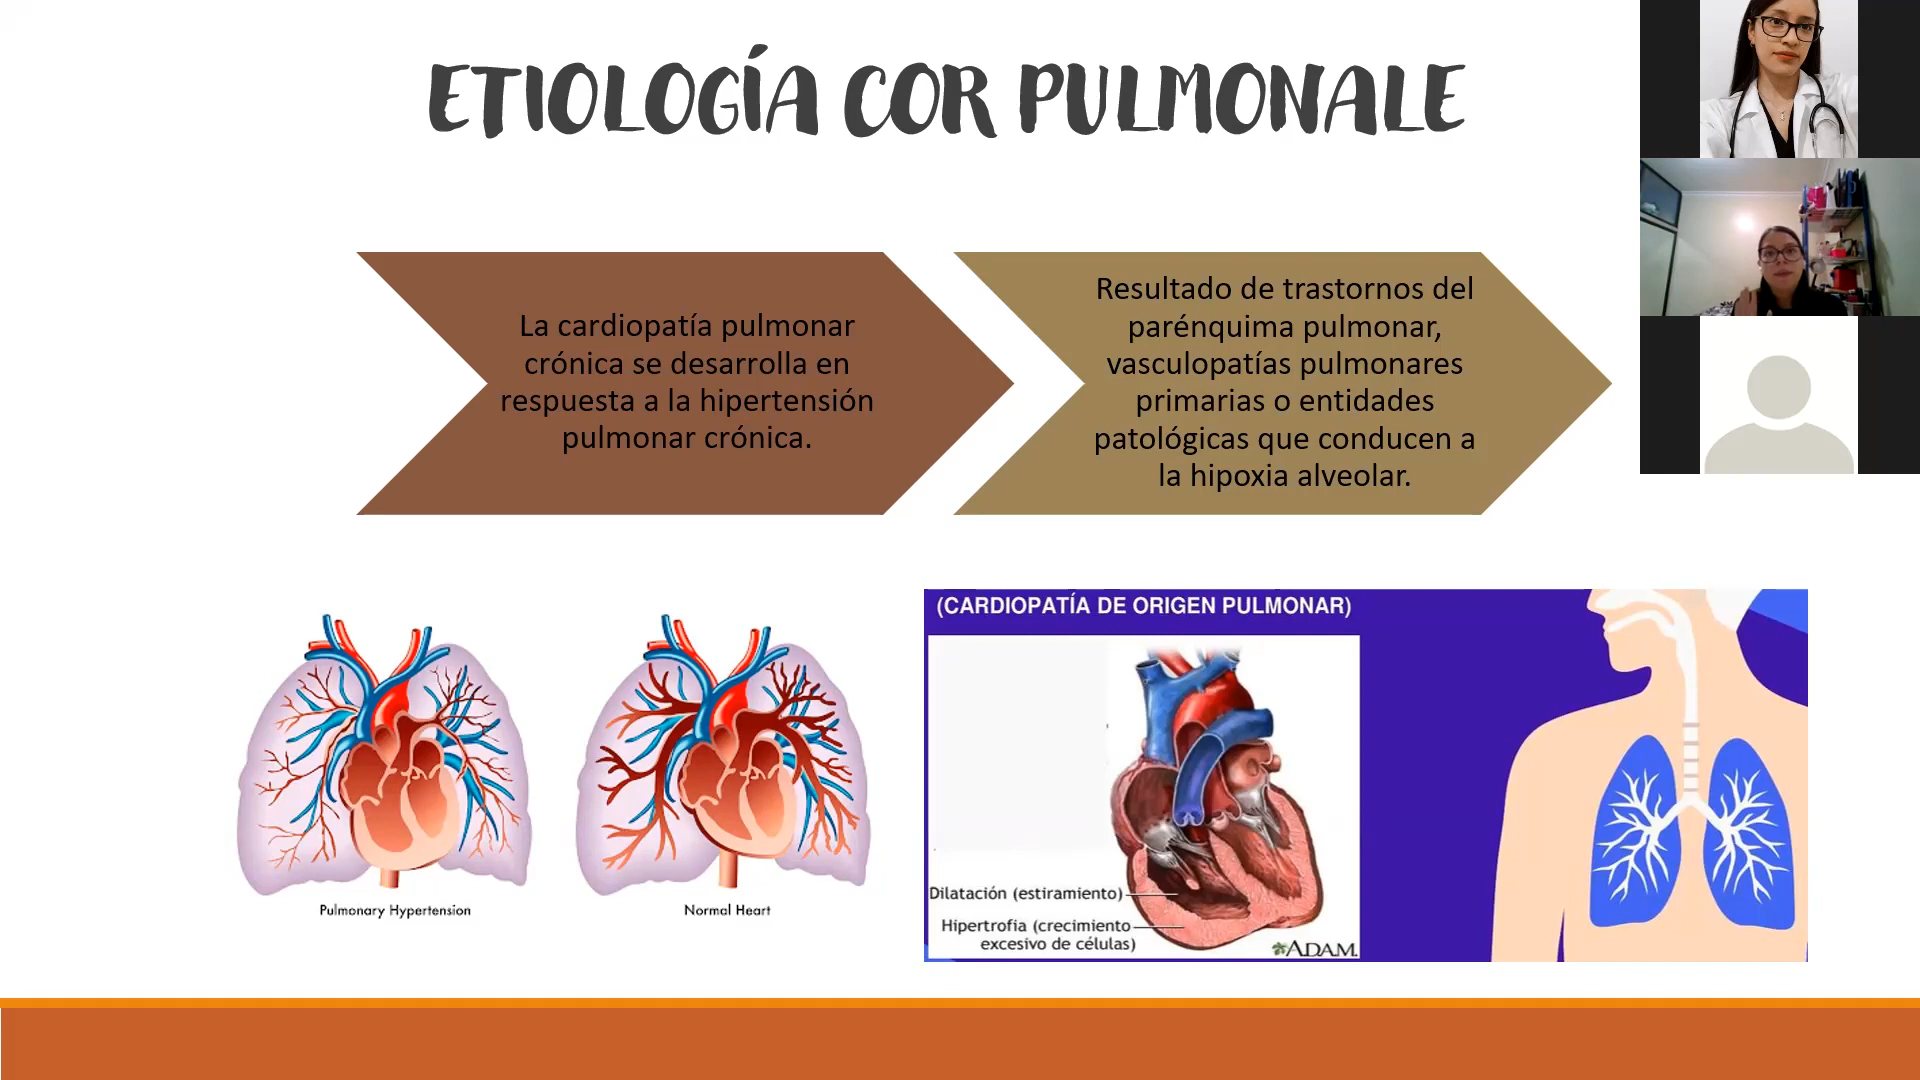 ETIOLOGÍA COR PULMONALE
La cardiopatía pulmonar
crónica se desarrolla en
respuesta a la hipertensión
pulmonar crónica.
Resultado de trastornos del
parénquima pulmonar,
vasculopatías pulmonares
primarias o entidades
patológicas que conducen a
la hipoxia alveolar.
Pulmonary Hypertension
Normal Heart
(CARDIOPATÍA DE ORIGEN PULMONAR)
Dilatación (estiramiento)
Hipertrofia (crecimiento
excesivo de células)
ADAM.